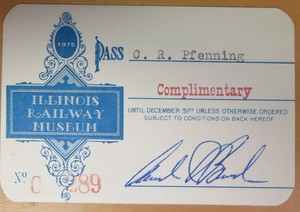 1975
PASS C. R. Pfenning
Complimentary
UNTIL DECEMBER 31ST UNLESS OTHERWISE ORDERED
SUBJECT TO CONDITIONS ON BACK HEREOF
ILLINOIS
RAILWAY
MUSEUM
Nº